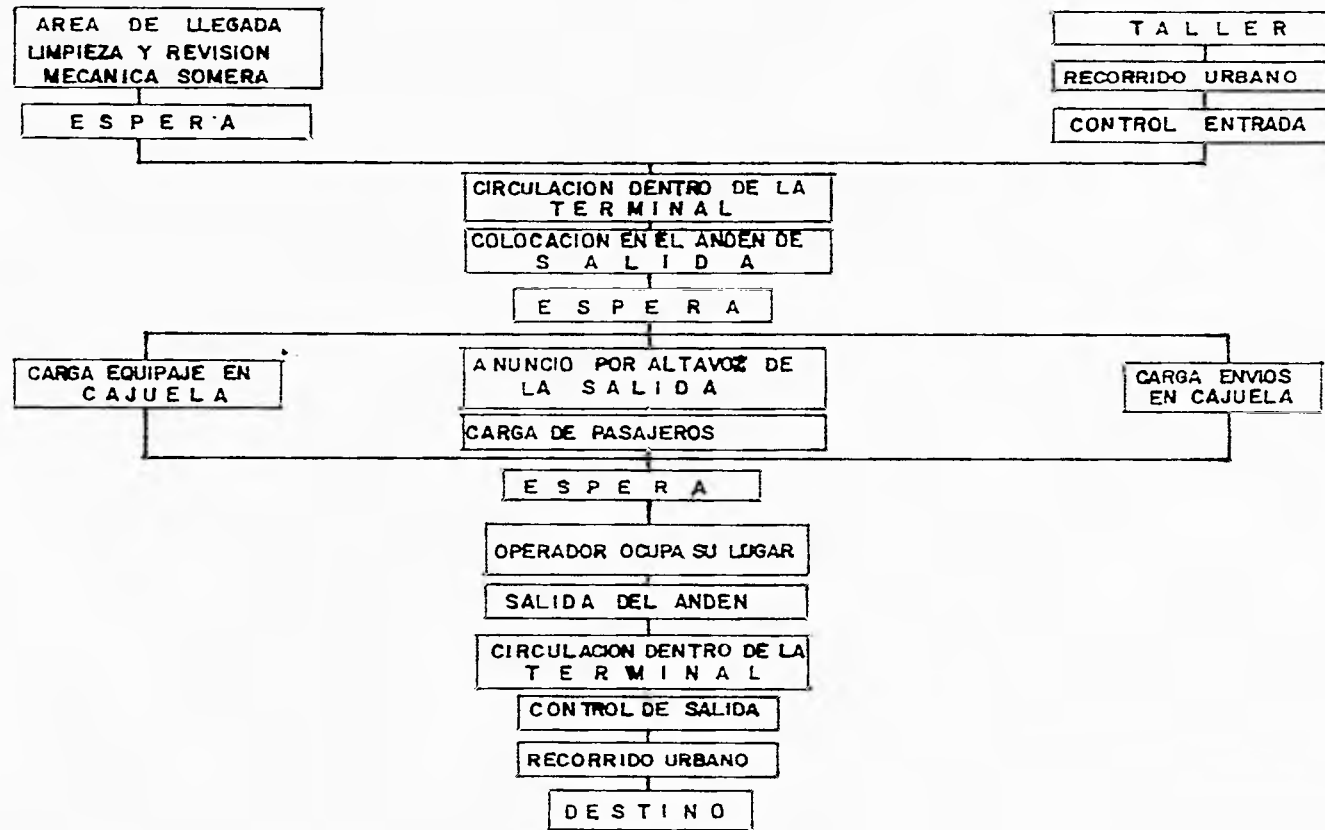 AREA DE LLEGADA
LIMPIEZA Y REVISION
MECANICA SOMERA
ESPERA
TALLER
RECORRIDO URBANO
CONTROL ENTRADA
CIRCULACION DENTRO DE LA
TERMINAL
COLOCACION EN EL ANDEN DE
SALIDA
ESPERA
CARGA EQUIPAJE EN
CAJUELA
ANUNCIO POR ALTAVOZ DE
LA SALIDA
CARGA DE PASAJEROS
CARGA ENVIOS
EN CAJUELA
ESPERA
OPERADOR OCUPA SU LUGAR
SALIDA DEL ANDEN
CIRCULACION DENTRO DE LA
TERMINAL
CONTROL DE SALIDA
RECORRIDO URBANO
DESTINO